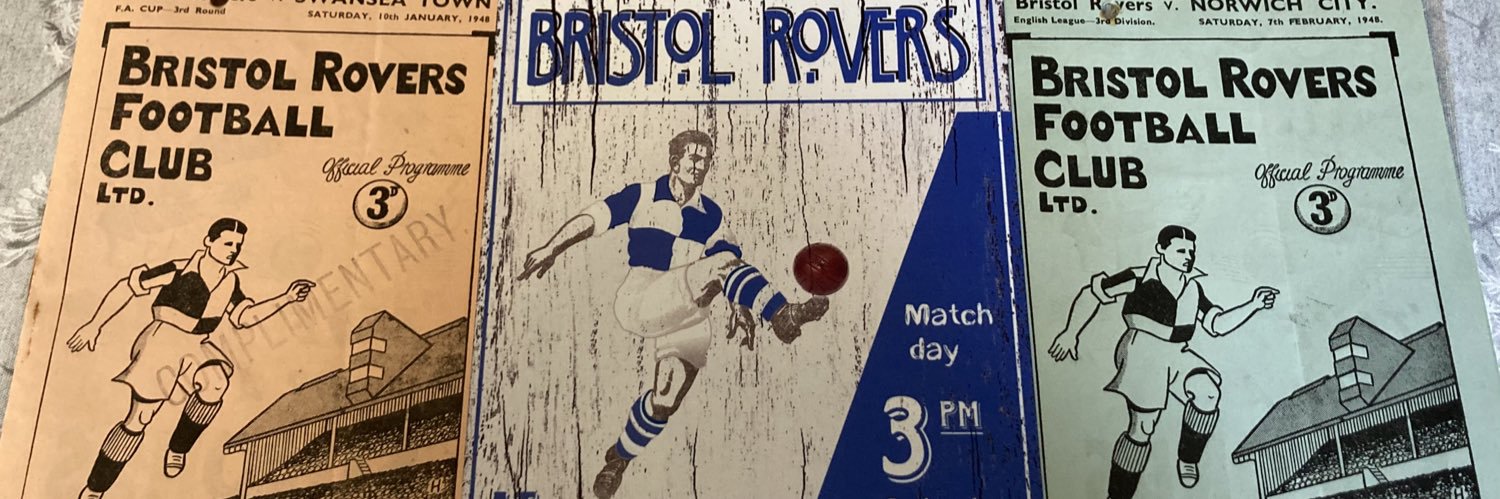 SWANSEA TOWN
F.A. CUP—3rd Round
SATURDAY, 10th JANUARY, 1948
BRISTOL ROVERS
FOOTBALL
CLUB
LTD.
Official Programme
3D
COMPLEMENTARY
H
BRISTOL ROVERS
Match
day
3 PM
Bristol Rovers v. NORWICH CITY.
English League—3rd Division.
SATURDAY, 7th FEBRUARY, 1948.
BRISTOL ROVERS
FOOTBALL
CLUB
LTD.
Official Programme
3D